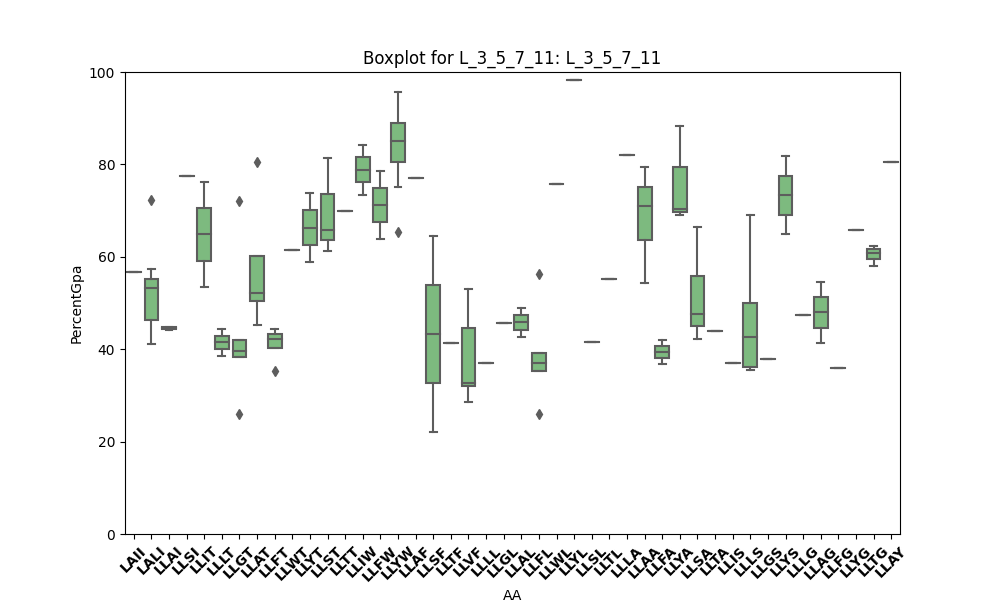 Boxplot for L_3_5_7_11: L_3_5_7_11
100
80
60
40
20
0
PercentGpa
LAII LALI LLAI LLSI LLIT LLLT LLGT LLAT LLFT LLWT LLYT LLST LLTT LLIW LLFW LLYW LLAF LLSF LLTF LLVF LLLL LLGL LLAL LLFL LLWL LLYL LLSL LLTL LLLA LLAA LLFA LLYA LLSA LLTA LLIS LLLS LLGS LLYS LLLG LLAG LLFG LLYG LLTG LLAY
AA